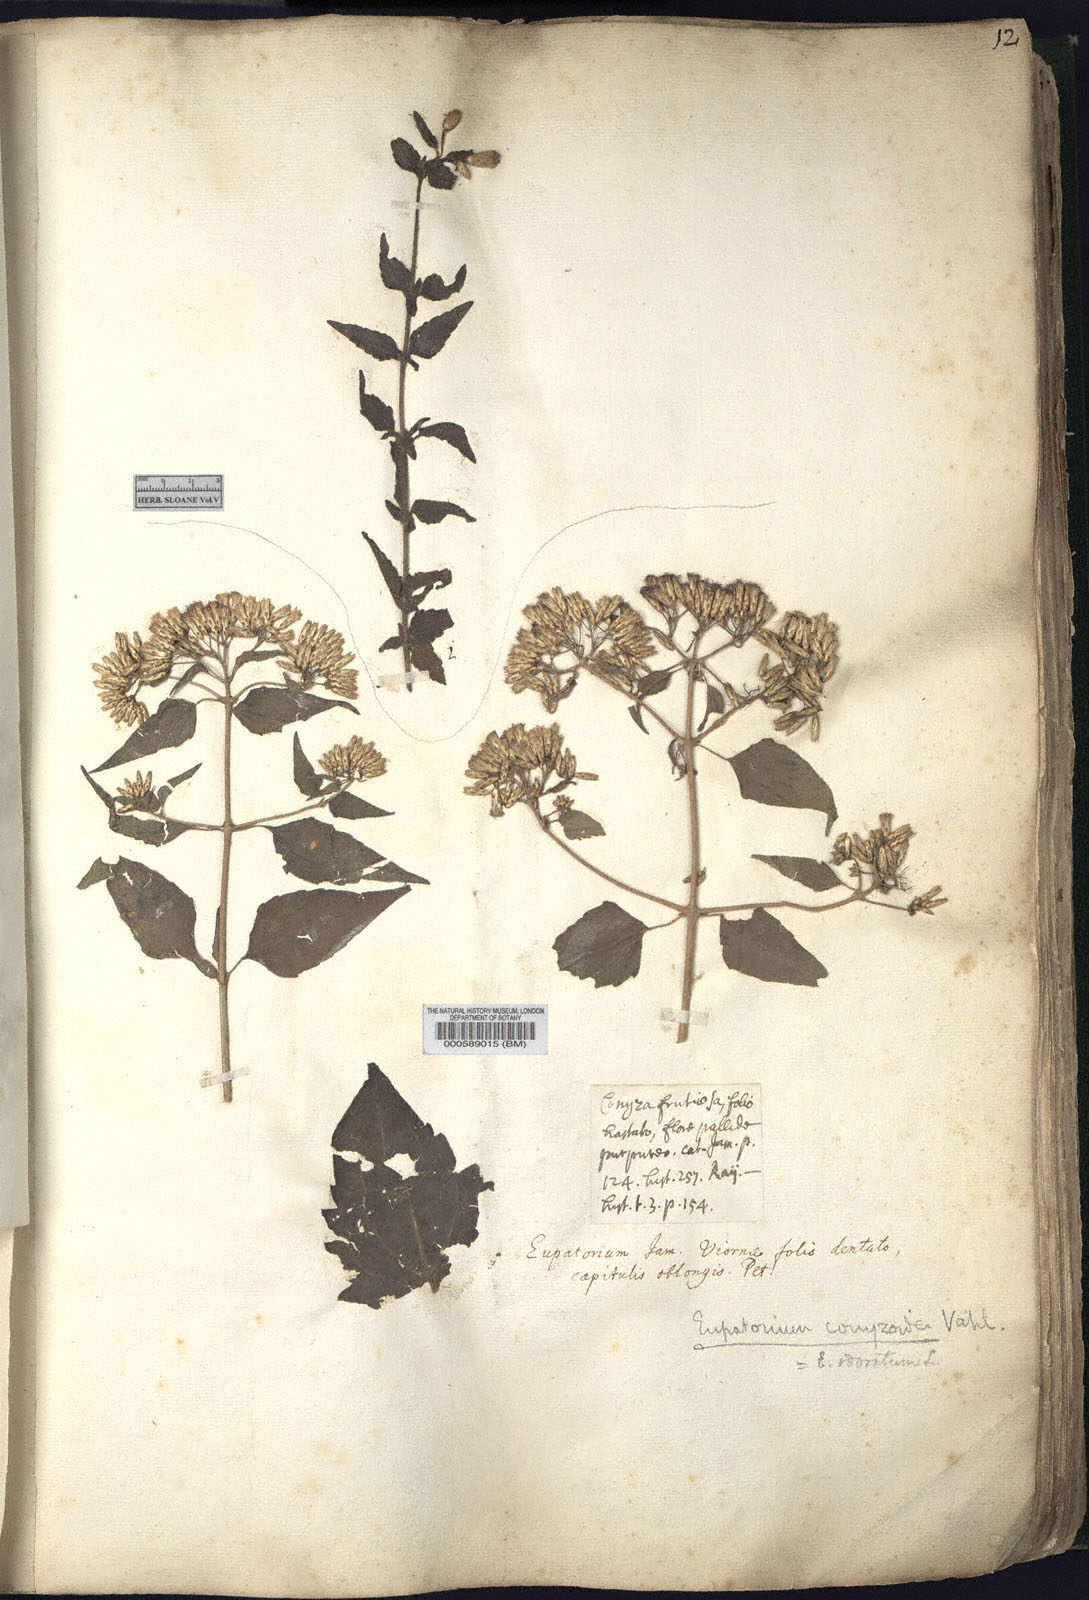 12
HERB. SLOANE Vol.V
2
THE NATURAL HISTORY MUSEUM, LONDON
DEPARTMENT OF BOTANY
000589015 (BM)
Conyza fruticosa, folio
hastato, flore pallide
purpureo. cat. Jam. p.
124. hist. 257. Raij.—
hist. t. 3. p. 154.
Eupatorium Jam. Viornæ folio dentato,
capitulis oblongis. Pet.
Eupatorium conyzoides Vahl.
= E. odoratum L.